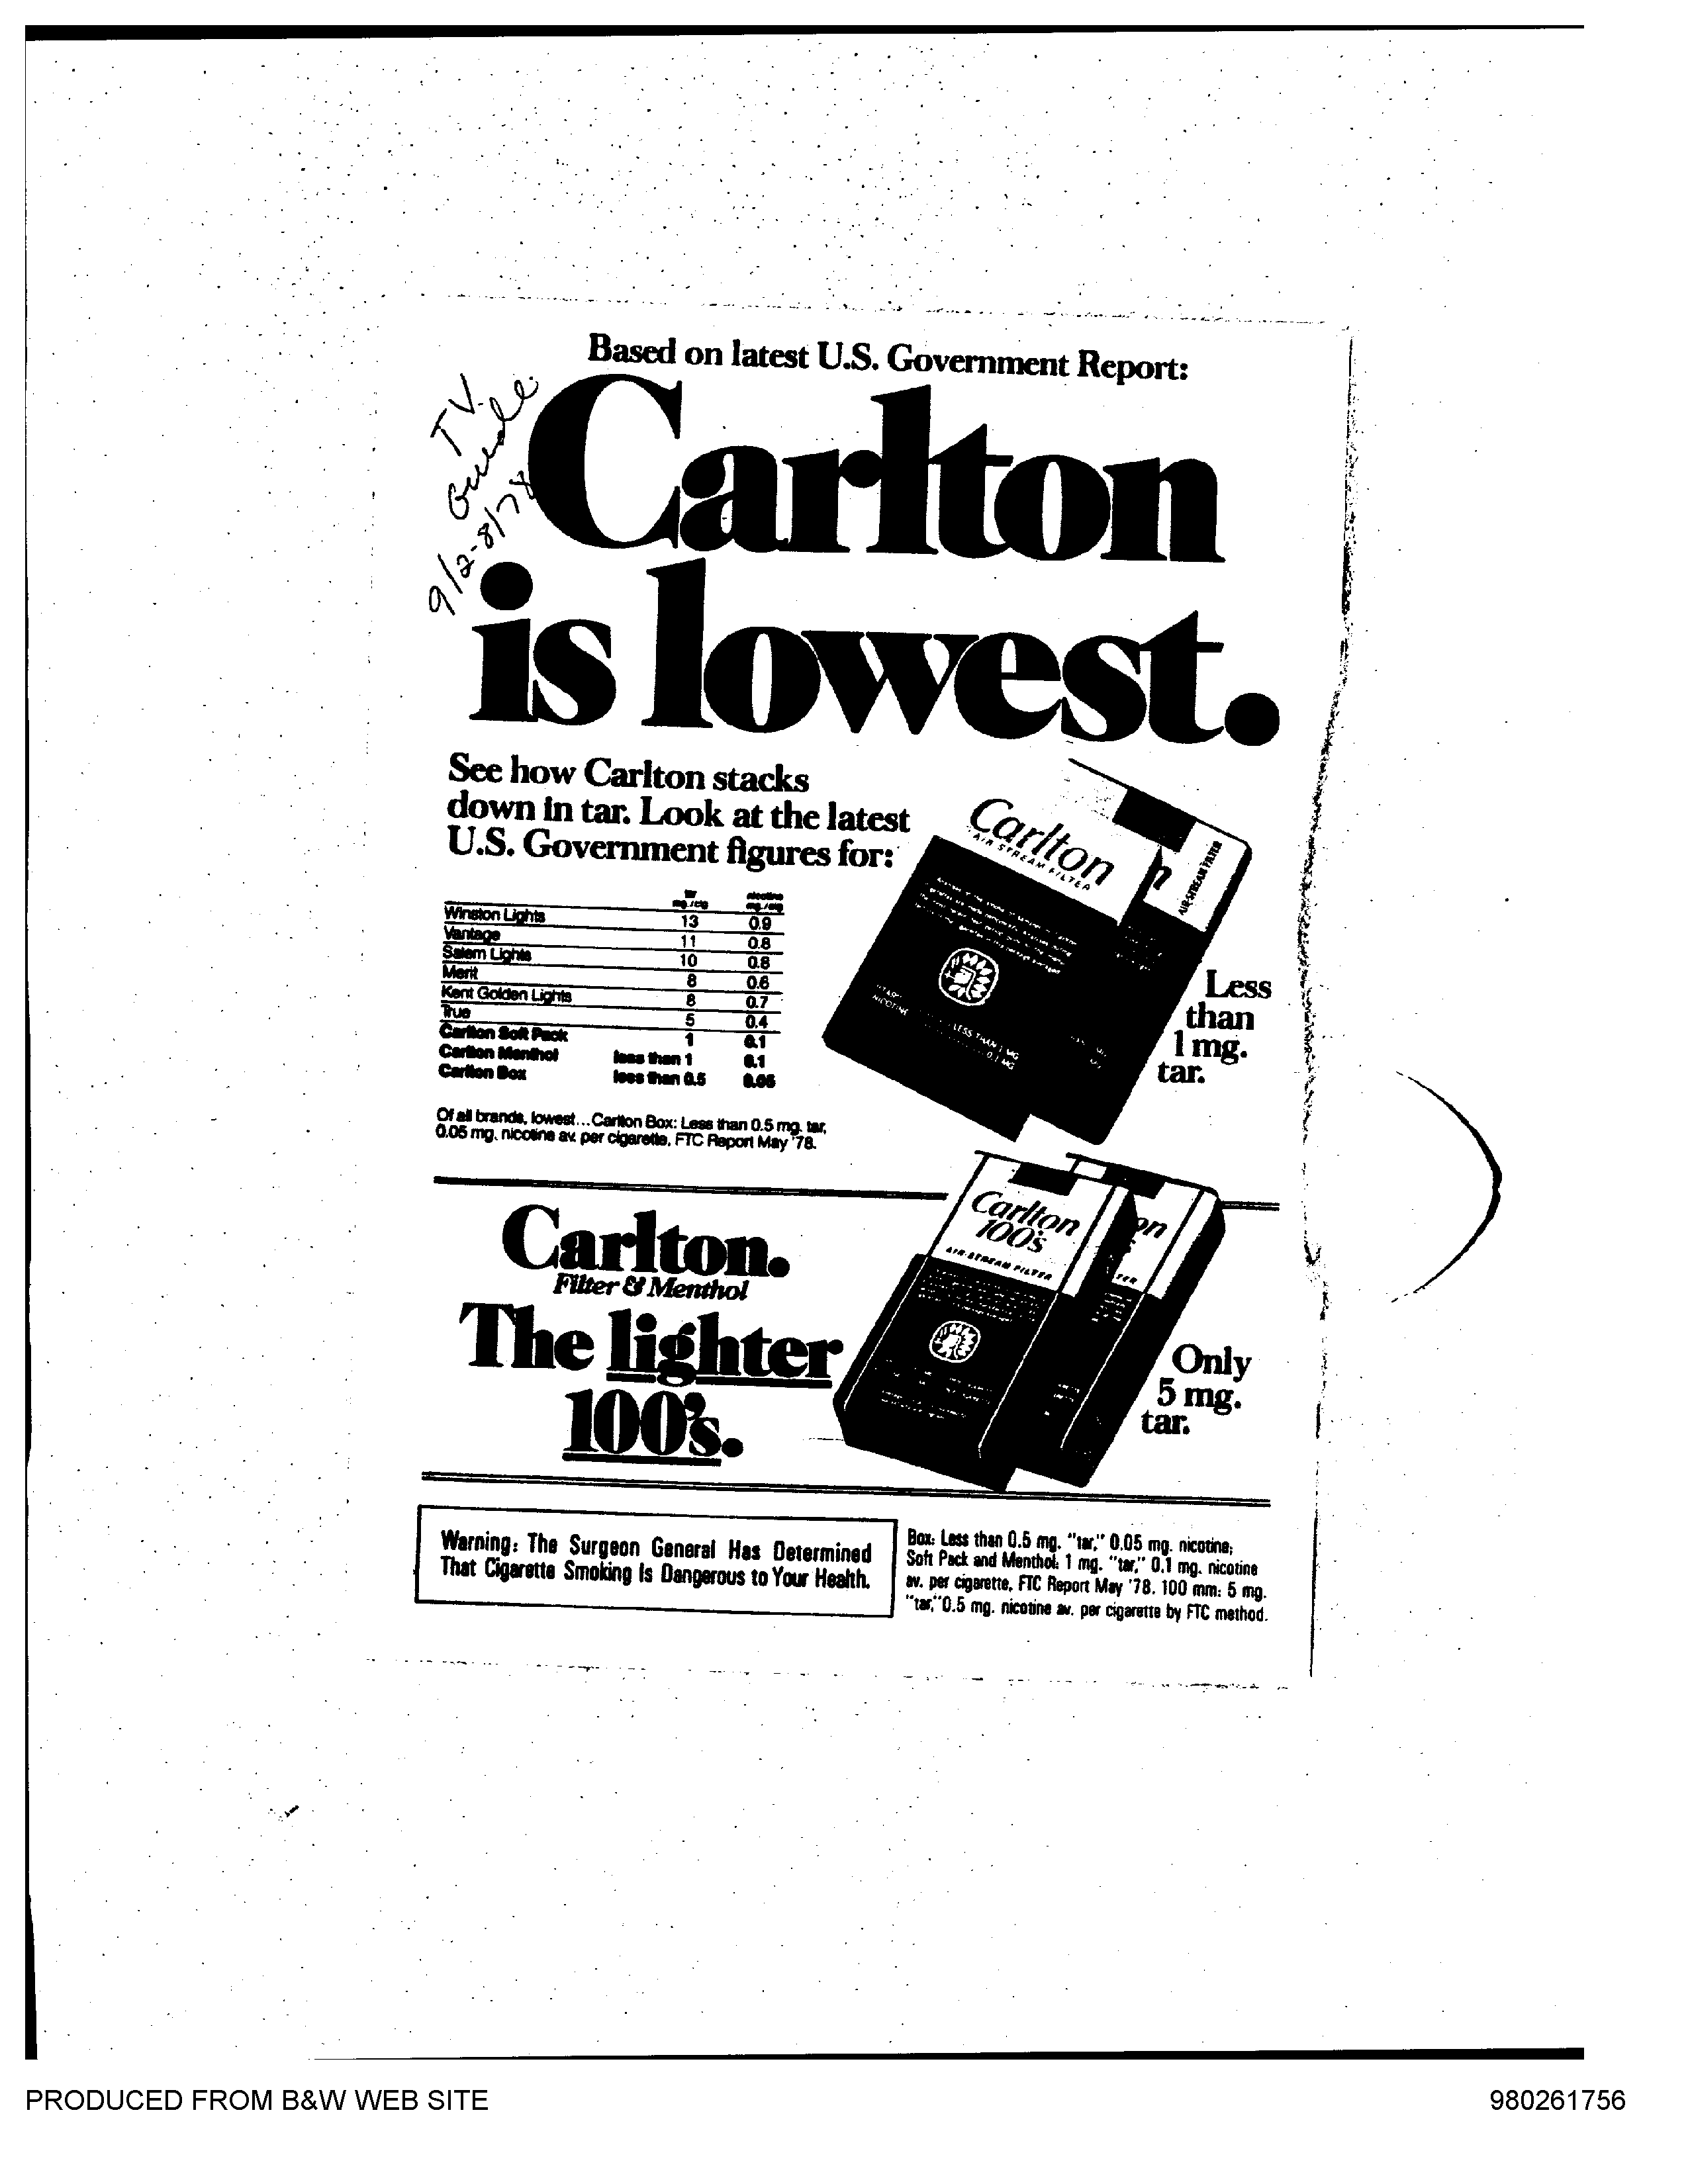 Based on latest U.S. Government Report:
T.V.
Guide
9/2-8/78
Carlton
is lowest.
See how Carlton stacks
down in tar. Look at the latest
U.S. Government figures for:
tar nicotine
mg./cig mg./cig
Winston Lights 13 0.9
Vantage 11 0.8
Salem Lights 10 0.8
Merit 8 0.6
Kent Golden Lights 8 0.7
True 5 0.4
Carlton Soft Pack 1 0.1
Carlton Menthol less than 1 0.1
Carlton Box less than 0.5 0.05
Of all brands, lowest...Carlton Box: Less than 0.5 mg. tar,
0.05 mg. nicotine av. per cigarette, FTC Report May '78.
Carlton
AIR STREAM FILTER
AIR-STREAM FILTER
LESS THAN 1 MG
Less
than
1 mg.
tar.
Carlton.
Filter & Menthol
The lighter
100's.
Carlton
100's
AIR-STREAM FILTER
Only
5 mg.
tar.
Warning: The Surgeon General Has Determined
That Cigarette Smoking Is Dangerous to Your Health.
Box: Less than 0.5 mg. "tar," 0.05 mg. nicotine;
Soft Pack and Menthol: 1 mg. "tar," 0.1 mg. nicotine
av. per cigarette, FTC Report May '78. 100 mm: 5 mg.
"tar," 0.5 mg. nicotine av. per cigarette by FTC method.
PRODUCED FROM B&W WEB SITE
980261756